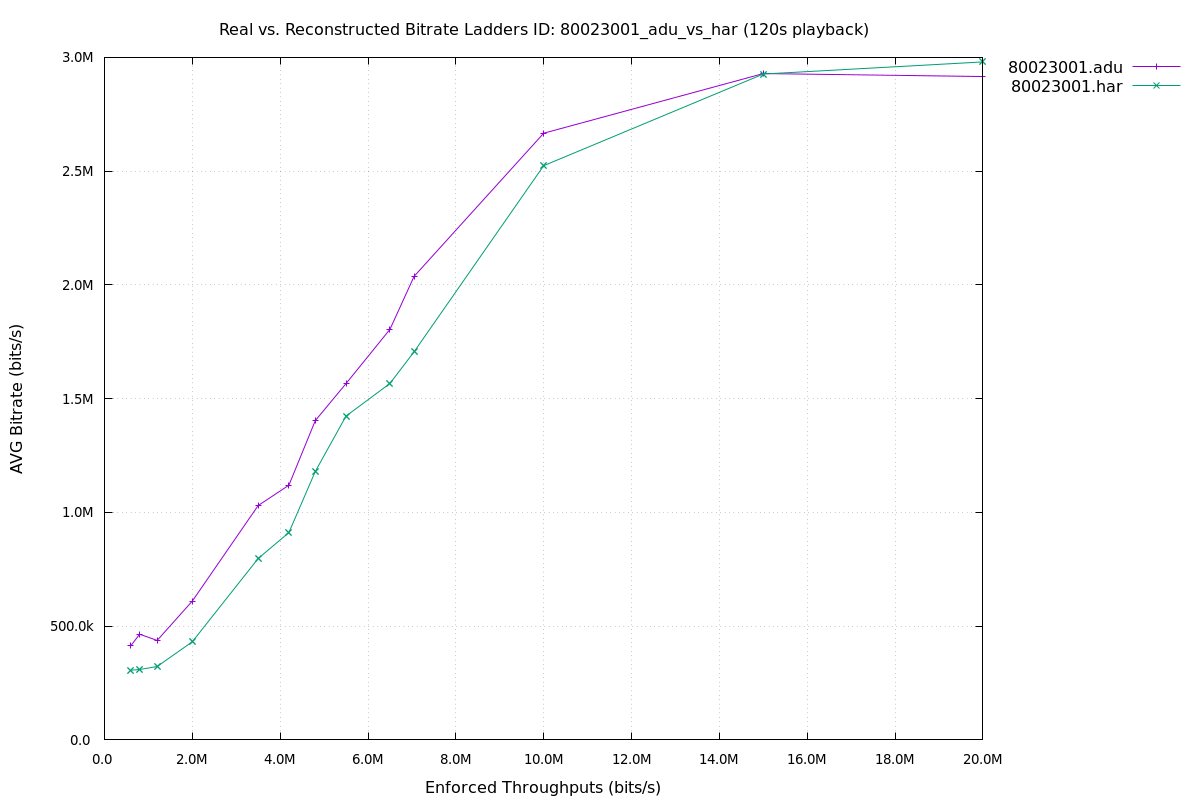 Real vs. Reconstructed Bitrate Ladders ID: 80023001_adu_vs_har (120s playback)
3.0M
2.5M
2.0M
1.5M
1.0M
500.0k
0.0
AVG Bitrate (bits/s)
0.0 2.0M 4.0M 6.0M 8.0M 10.0M 12.0M 14.0M 16.0M 18.0M 20.0M
Enforced Throughputs (bits/s)
80023001.adu
80023001.har